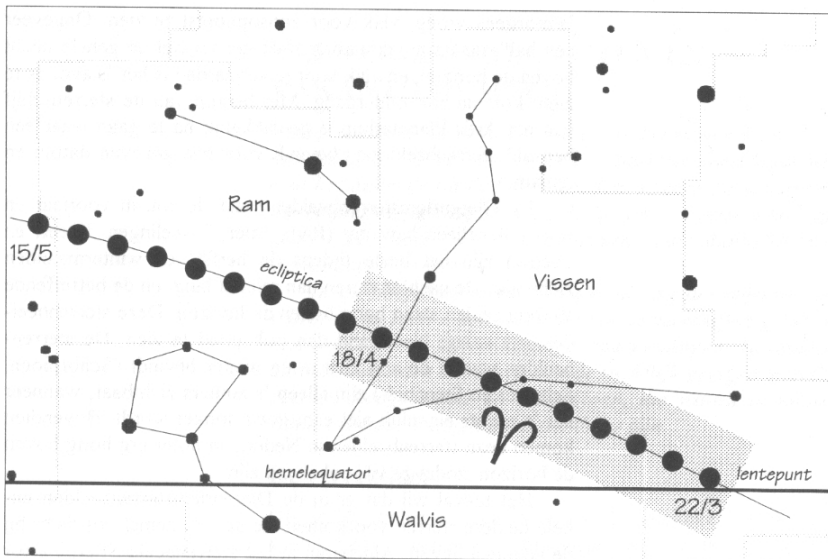 Ram
15/5
ecliptica
Vissen
18/4
♈
hemelequator
lentepunt
22/3
Walvis